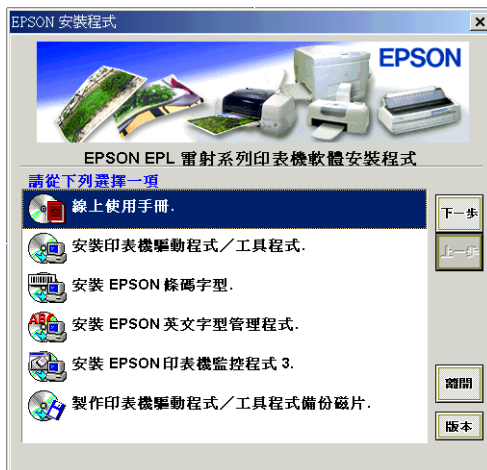 EPSON 安裝程式
EPSON
EPSON EPL 雷射系列印表機軟體安裝程式
請從下列選擇一項
線上使用手冊.
下一步
安裝印表機驅動程式／工具程式.
上一步
安裝 EPSON 條碼字型.
安裝 EPSON 英文字型管理程式.
ABC
安裝 EPSON 印表機監控程式 3.
離開
製作印表機驅動程式／工具程式備份磁片.
版本